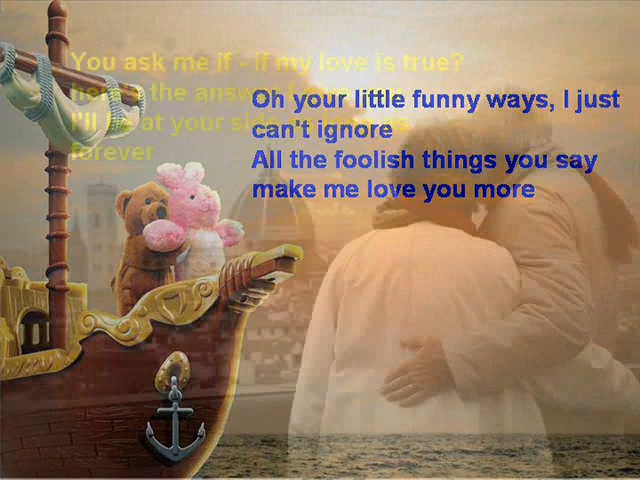 You ask me if - if my love is true?
the answer
I'll be at your side
forever
Oh your little funny ways, I just
can't ignore
All the foolish things you say
make me love you more